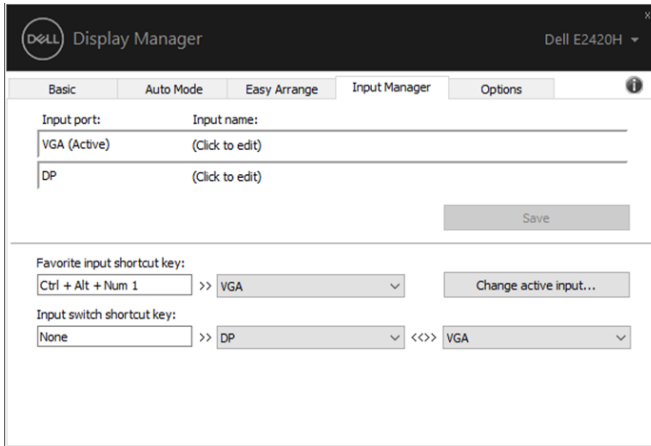 DELL Display Manager Dell E2420H
Basic Auto Mode Easy Arrange Input Manager Options
Input port: Input name:
VGA (Active) (Click to edit)
DP (Click to edit)
Save
Favorite input shortcut key:
Ctrl + Alt + Num 1 >> VGA Change active input...
Input switch shortcut key:
None >> DP <<>> VGA